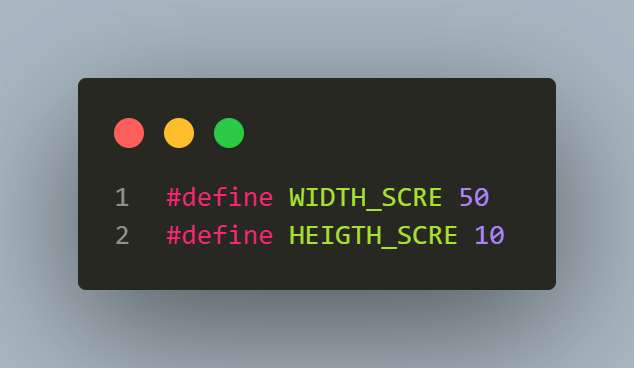 1 #define WIDTH_SCRE 50
2 #define HEIGTH_SCRE 10